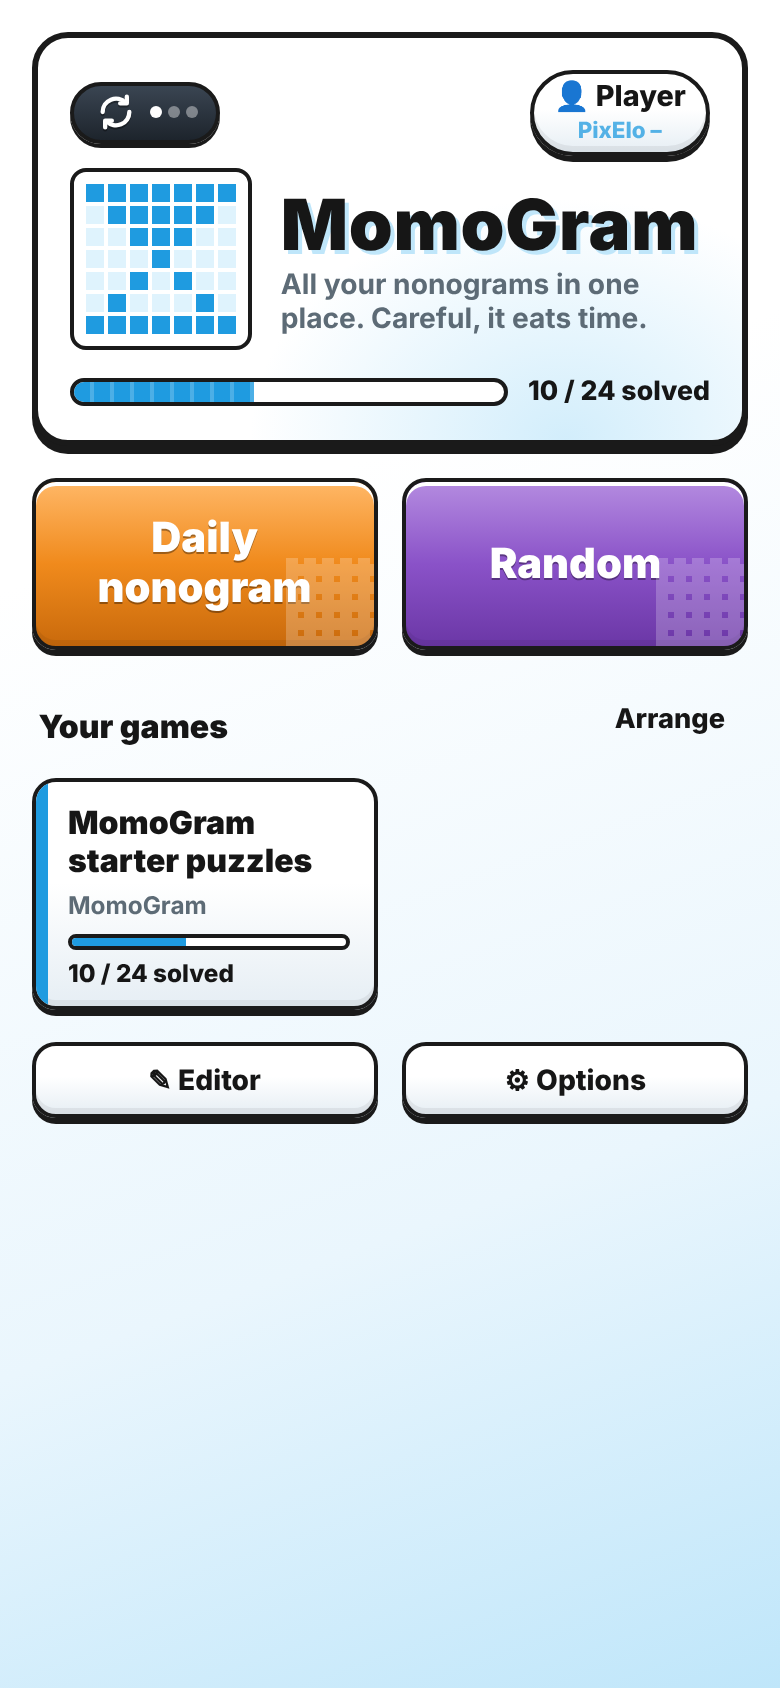 👤 Player
PixElo –
MomoGram
All your nonograms in one
place. Careful, it eats time.
10 / 24 solved
Daily
nonogram
Random
Your games
Arrange
MomoGram
starter puzzles
MomoGram
10 / 24 solved
✎ Editor
⚙ Options